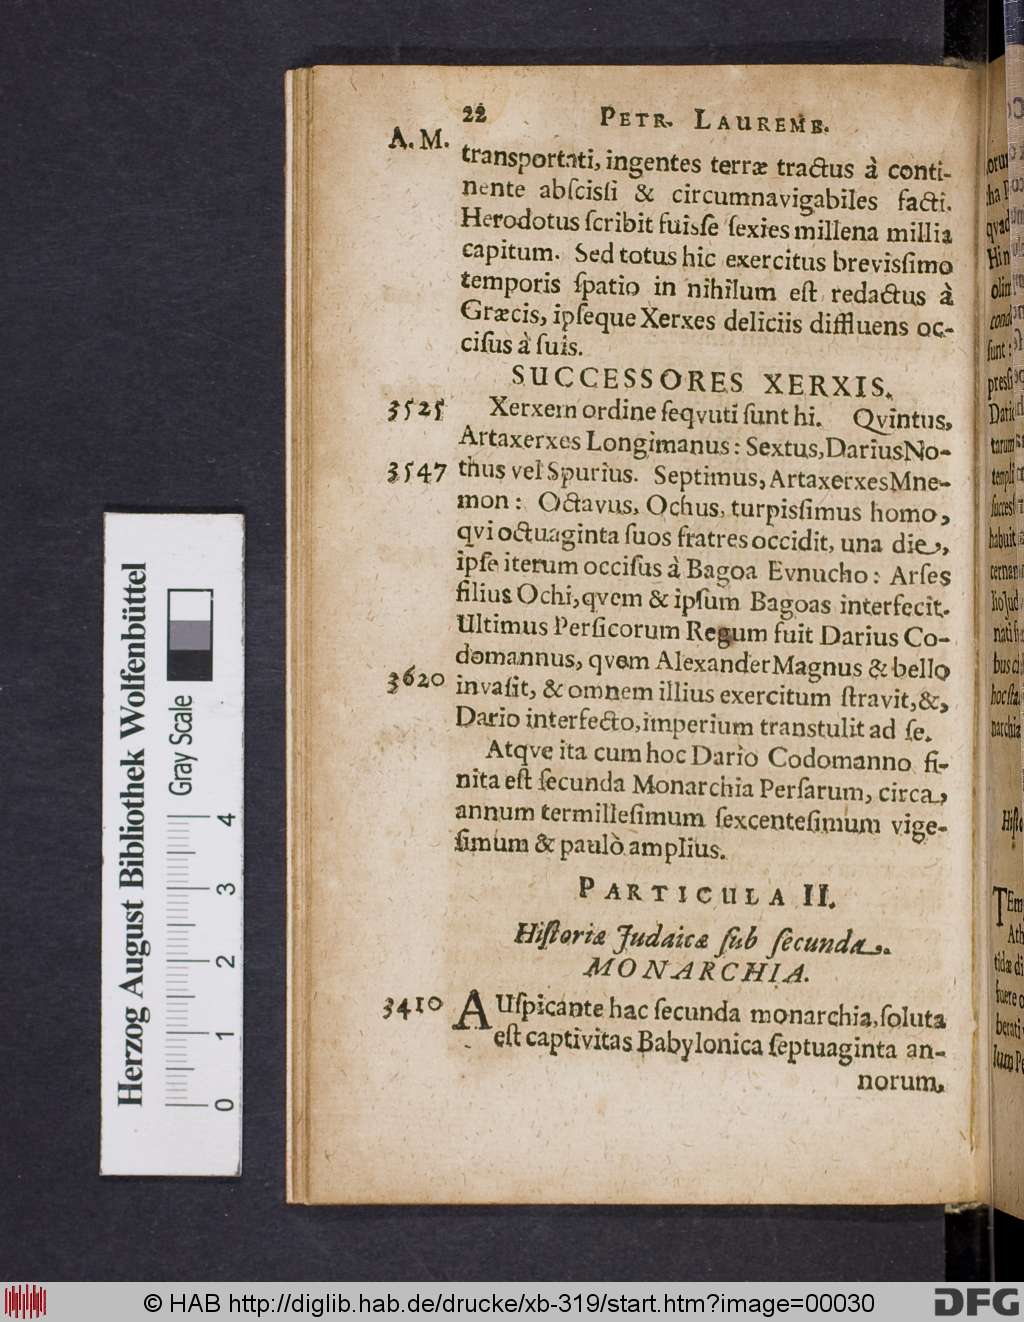 22 PETR. LAUREMB.
A. M.
transportati, ingentes terræ tractus à conti-
nente abſciſſi & circumnavigabiles facti.
Herodotus ſcribit fuiſſe ſexies millena millia
capitum. Sed totus hic exercitus breviſſimo
temporis ſpatio in nihilum eſt redactus à
Græcis, ipſeque Xerxes deliciis diffluens oc-
ciſus à ſuis.
SUCCESSORES XERXIS.
3525 Xerxem ordine ſeqvuti ſunt hi. Qvintus,
Artaxerxes Longimanus: Sextus, Darius No-
3547 thus vel Spurius. Septimus, Artaxerxes Mne-
mon: Octavus, Ochus, turpiſſimus homo,
qvi octuaginta ſuos fratres occidit, una die,
ipſe iterum occiſus à Bagoa Evnucho: Arſes
filius Ochi, qvem & ipſum Bagoas interfecit.
Ultimus Perſicorum Regum fuit Darius Co-
domannus, qvem Alexander Magnus & bello
3620 invaſit, & omnem illius exercitum ſtravit, &,
Dario interfecto, imperium transtulit ad ſe.
Atqve ita cum hoc Dario Codomanno fi-
nita eſt ſecunda Monarchia Perſarum, circa,
annum termilleſimum ſexcenteſimum vige-
ſimum & paulò amplius.
PARTICULA II.
Hiſtoriæ Judaicæ ſub ſecunda.
MONARCHIA.
3410 AUſpicante hac ſecunda monarchia, ſoluta
eſt captivitas Babylonica ſeptuaginta an-
norum,
Herzog August Bibliothek Wolfenbüttel
Gray Scale
0 1 2 3 4
© HAB http://diglib.hab.de/drucke/xb-319/start.htm?image=00030
DFG